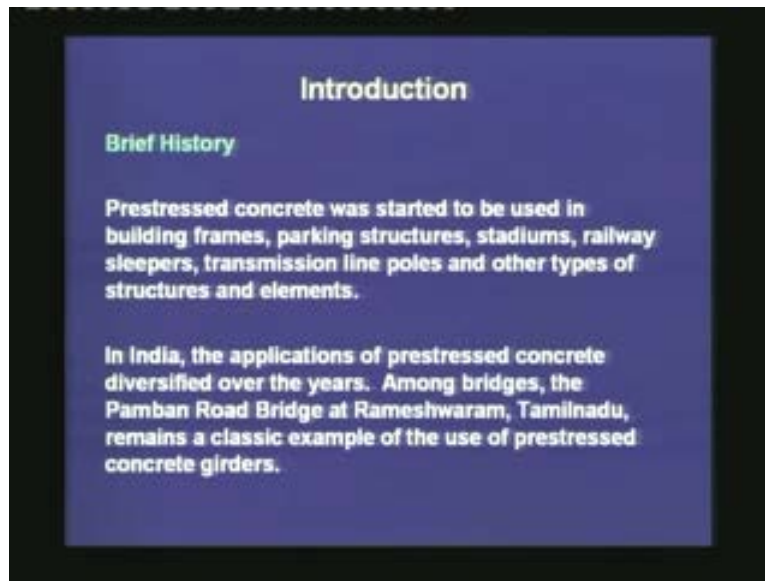 Introduction
Brief History
Prestressed concrete was started to be used in
building frames, parking structures, stadiums, railway
sleepers, transmission line poles and other types of
structures and elements.
In India, the applications of prestressed concrete
diversified over the years. Among bridges, the
Pamban Road Bridge at Rameshwaram, Tamilnadu,
remains a classic example of the use of prestressed
concrete girders.